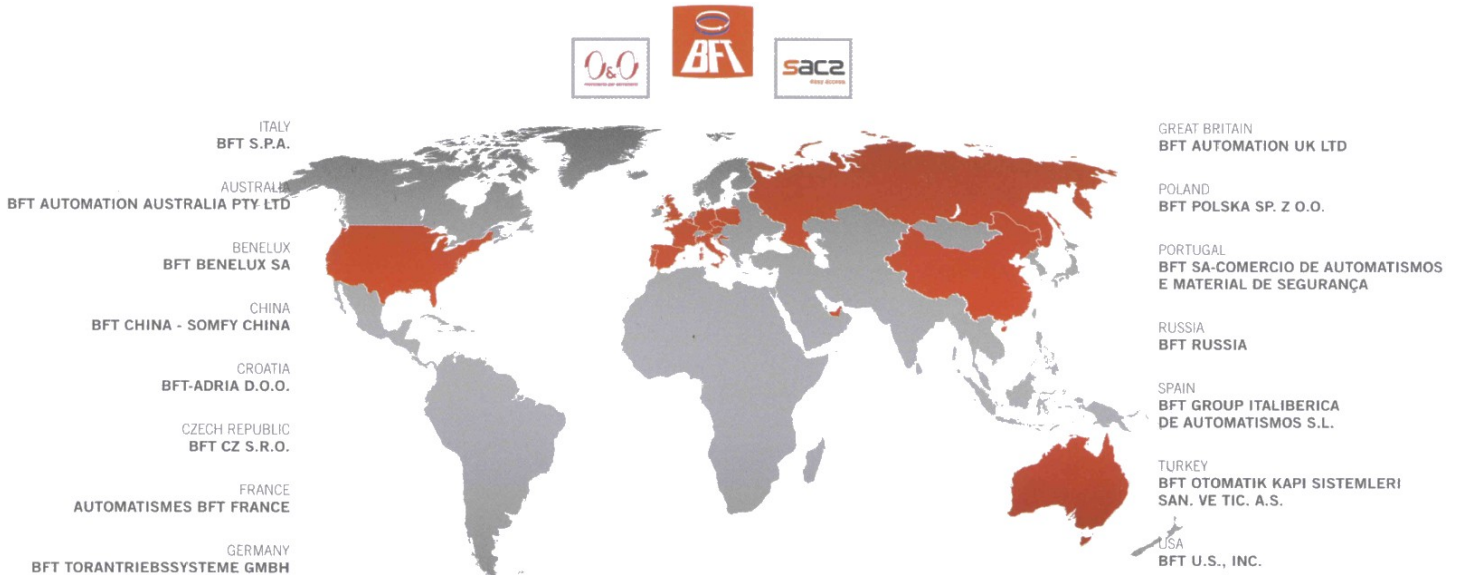 O&O
BFT
sacs
easy access
ITALY
BFT S.P.A.
AUSTRALIA
BFT AUTOMATION AUSTRALIA PTY LTD
BENELUX
BFT BENELUX SA
CHINA
BFT CHINA - SOMFY CHINA
CROATIA
BFT-ADRIA D.O.O.
CZECH REPUBLIC
BFT CZ S.R.O.
FRANCE
AUTOMATISMES BFT FRANCE
GERMANY
BFT TORANTRIEBSSYSTEME GMBH
GREAT BRITAIN
BFT AUTOMATION UK LTD
POLAND
BFT POLSKA SP. Z O.O.
PORTUGAL
BFT SA-COMERCIO DE AUTOMATISMOS
E MATERIAL DE SEGURANÇA
RUSSIA
BFT RUSSIA
SPAIN
BFT GROUP ITALIBERICA
DE AUTOMATISMOS S.L.
TURKEY
BFT OTOMATIK KAPI SISTEMLERI
SAN. VE TIC. A.S.
USA
BFT U.S., INC.